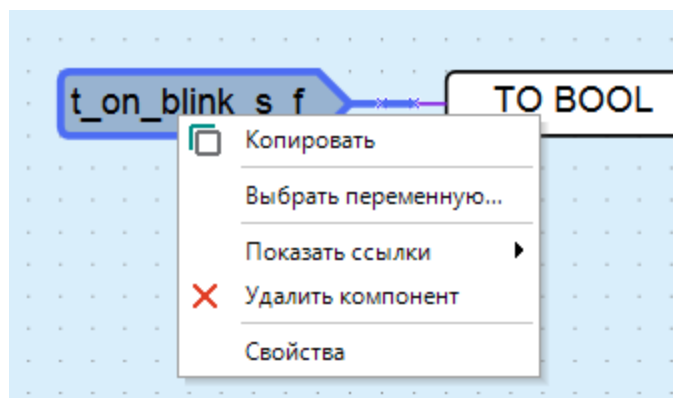 t_on_blink_s_f
TO BOOL
Копировать
Выбрать переменную...
Показать ссылки
Удалить компонент
Свойства